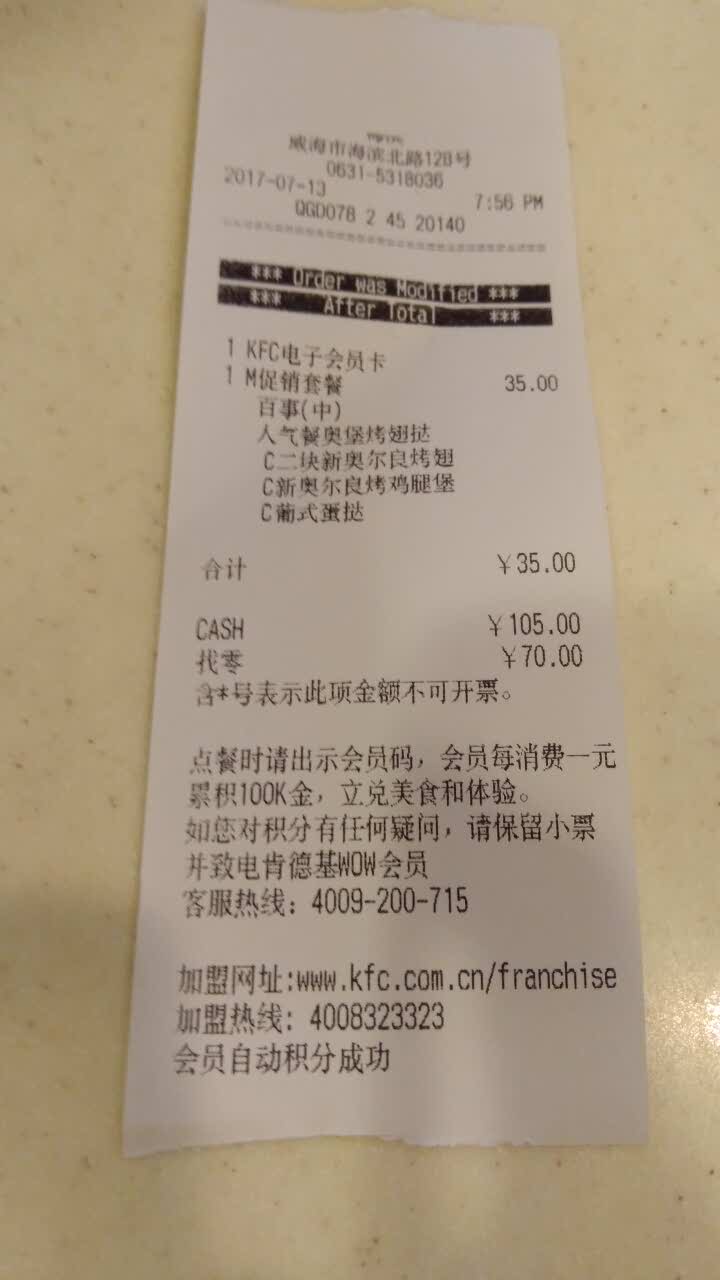 威海市海滨北路12B号
0631-5318036
2017-07-13 7:56 PM
QGD078 2 45 20140
*** Order was Modified ***
*** After Total ***
1 KFC电子会员卡
1 M促销套餐 35.00
百事(中)
人气餐奥堡烤翅挞
C二块新奥尔良烤翅
C新奥尔良烤鸡腿堡
C葡式蛋挞
合计 ¥35.00
CASH ¥105.00
找零 ¥70.00
含*号表示此项金额不可开票。
点餐时请出示会员码，会员每消费一元
累积100K金，立兑美食和体验。
如您对积分有任何疑问，请保留小票
并致电肯德基WOW会员
客服热线：4009-200-715
加盟网址:www.kfc.com.cn/franchise
加盟热线: 4008323323
会员自动积分成功